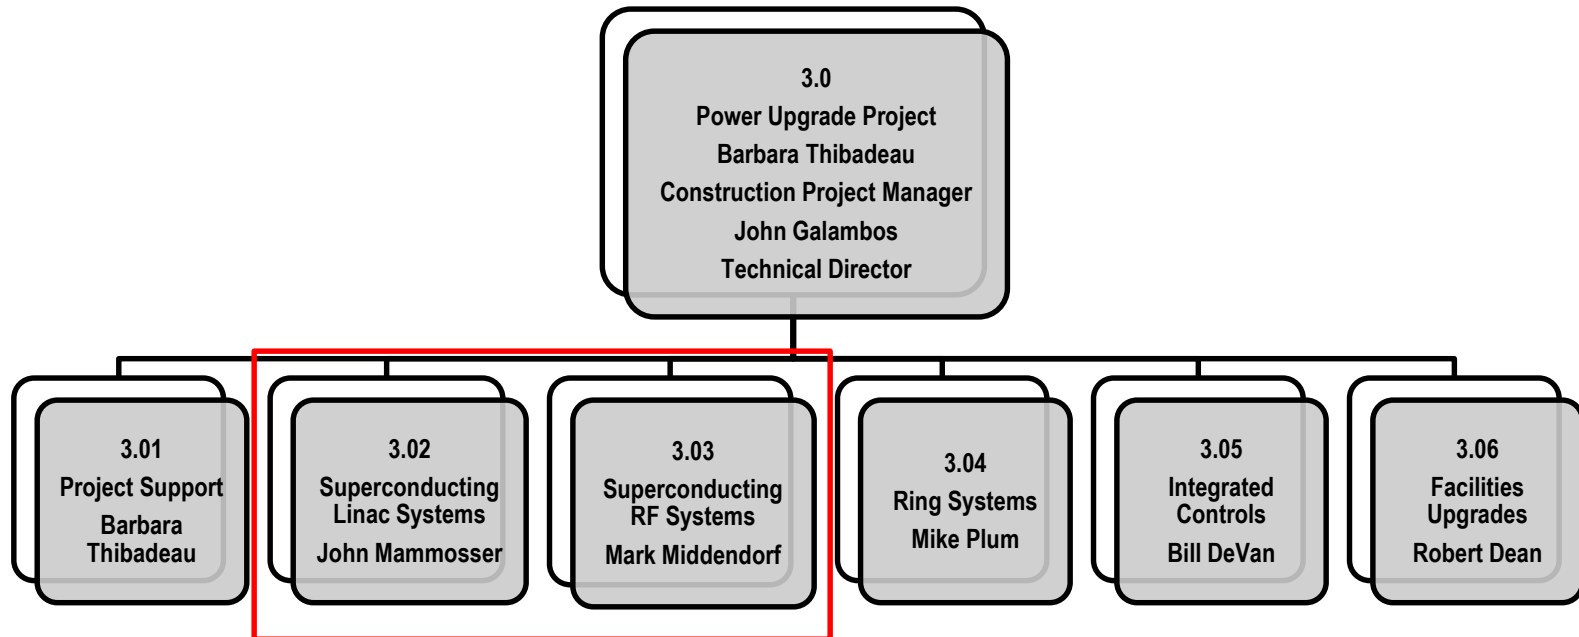 3.0
Power Upgrade Project
Barbara Thibadeau
Construction Project Manager
John Galambos
Technical Director
3.01
Project Support
Barbara
Thibadeau
3.02
Superconducting
Linac Systems
John Mammosser
3.03
Superconducting
RF Systems
Mark Middendorf
3.04
Ring Systems
Mike Plum
3.05
Integrated
Controls
Bill DeVan
3.06
Facilities
Upgrades
Robert Dean